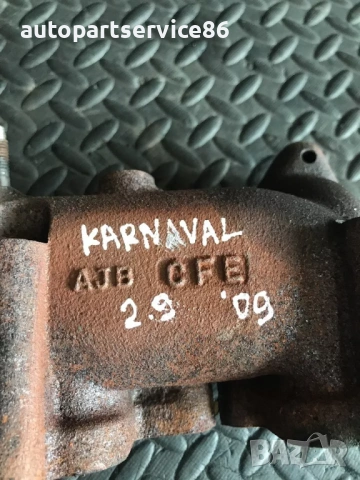 autopartservice86
KARNAVAL
AJB CFE
2.9 '09
BAZAR